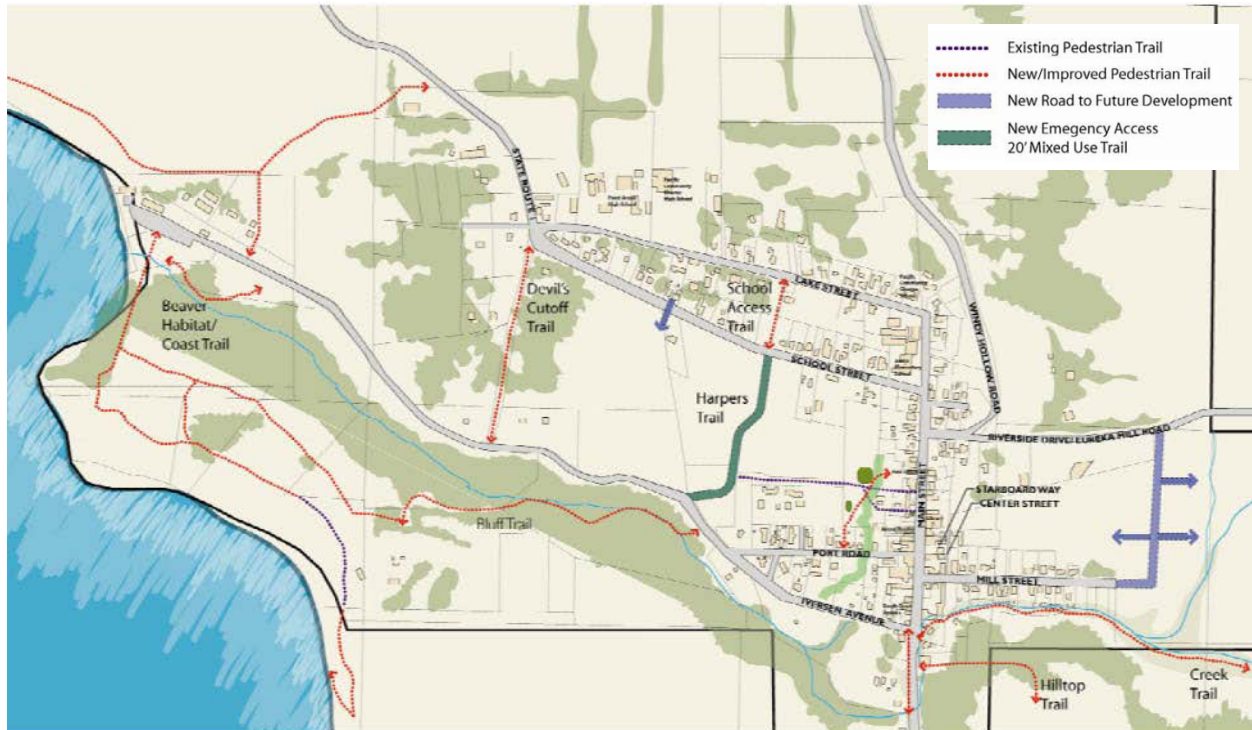 Existing Pedestrian Trail
New/Improved Pedestrian Trail
New Road to Future Development
New Emegency Access
20' Mixed Use Trail
STATE ROUTE 1
LAKE STREET
WINDY HOLLOW ROAD
Devil's
Cutoff
Trail
School
Access
Trail
Beaver
Habitat/
Coast Trail
SCHOOL STREET
Harpers
Trail
RIVERSIDE DRIVE/ EUREKA HILL ROAD
MAIN STREET
STARBOARD WAY
CENTER STREET
Bluff Trail
PORT ROAD
MILL STREET
IVERSEN AVENUE
Hilltop
Trail
Creek
Trail